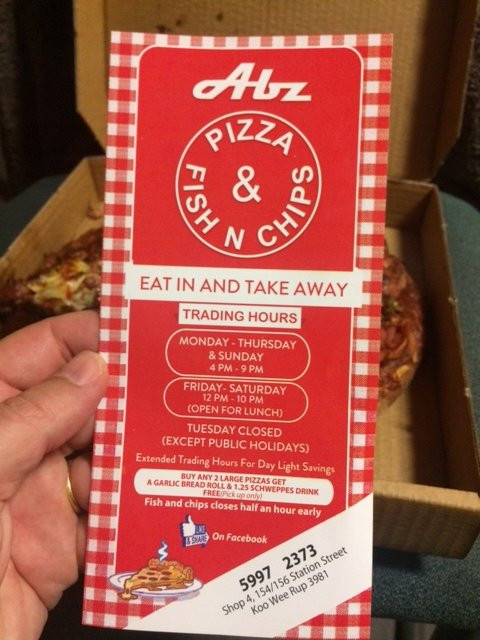 Abz
PIZZA
&
FISH N CHIPS
EAT IN AND TAKE AWAY
TRADING HOURS
MONDAY - THURSDAY
& SUNDAY
4 PM - 9 PM
FRIDAY- SATURDAY
12 PM - 10 PM
(OPEN FOR LUNCH)
TUESDAY CLOSED
(EXCEPT PUBLIC HOLIDAYS)
Extended Trading Hours For Day Light Savings
BUY ANY 2 LARGE PIZZAS GET
A GARLIC BREAD ROLL & 1.25 SCHWEPPES DRINK
FREE(Pick up only)
Fish and chips closes half an hour early
LIKE
& SHARE
On Facebook
5997 2373
Shop 4, 154/156 Station Street
Koo Wee Rup 3981